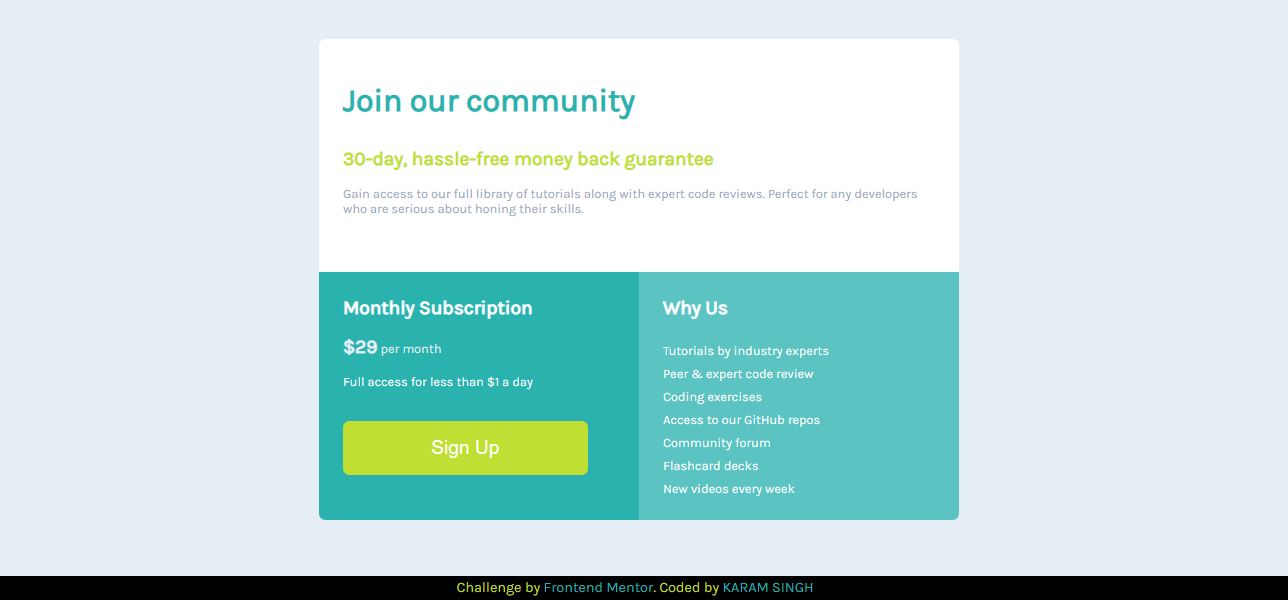 Join our community
30-day, hassle-free money back guarantee
Gain access to our full library of tutorials along with expert code reviews. Perfect for any developers
who are serious about honing their skills.
Monthly Subscription
$29 per month
Full access for less than $1 a day
Sign Up
Why Us
Tutorials by industry experts
Peer & expert code review
Coding exercises
Access to our GitHub repos
Community forum
Flashcard decks
New videos every week
Challenge by Frontend Mentor. Coded by KARAM SINGH